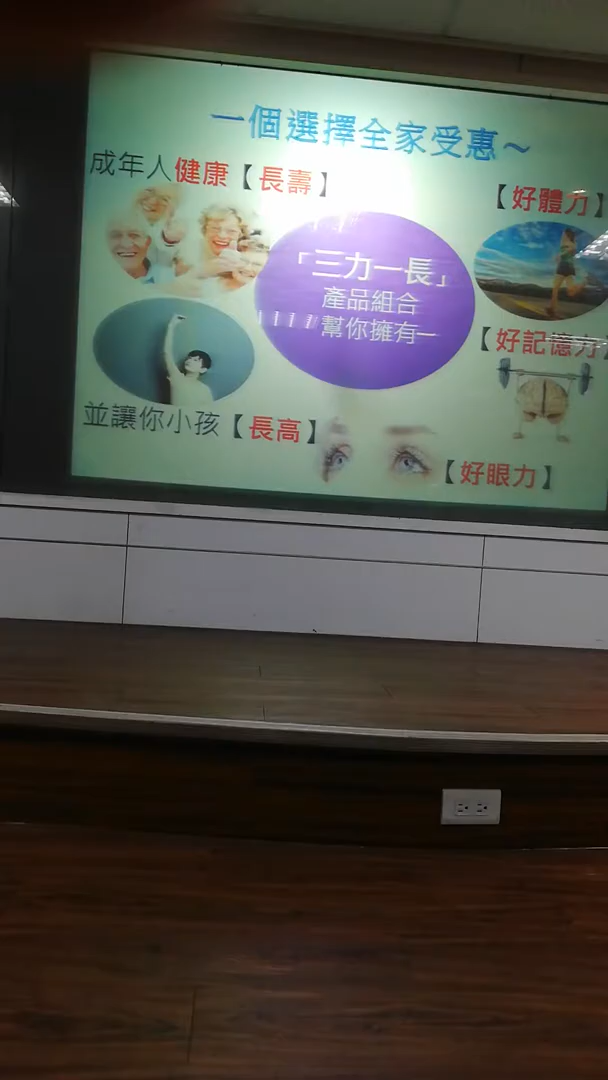 一個選擇全家受惠～
成年人健康【長壽】
【好體力】
「三力一長」
產品組合
幫你擁有—
【好記憶力】
並讓你小孩【長高】
【好眼力】